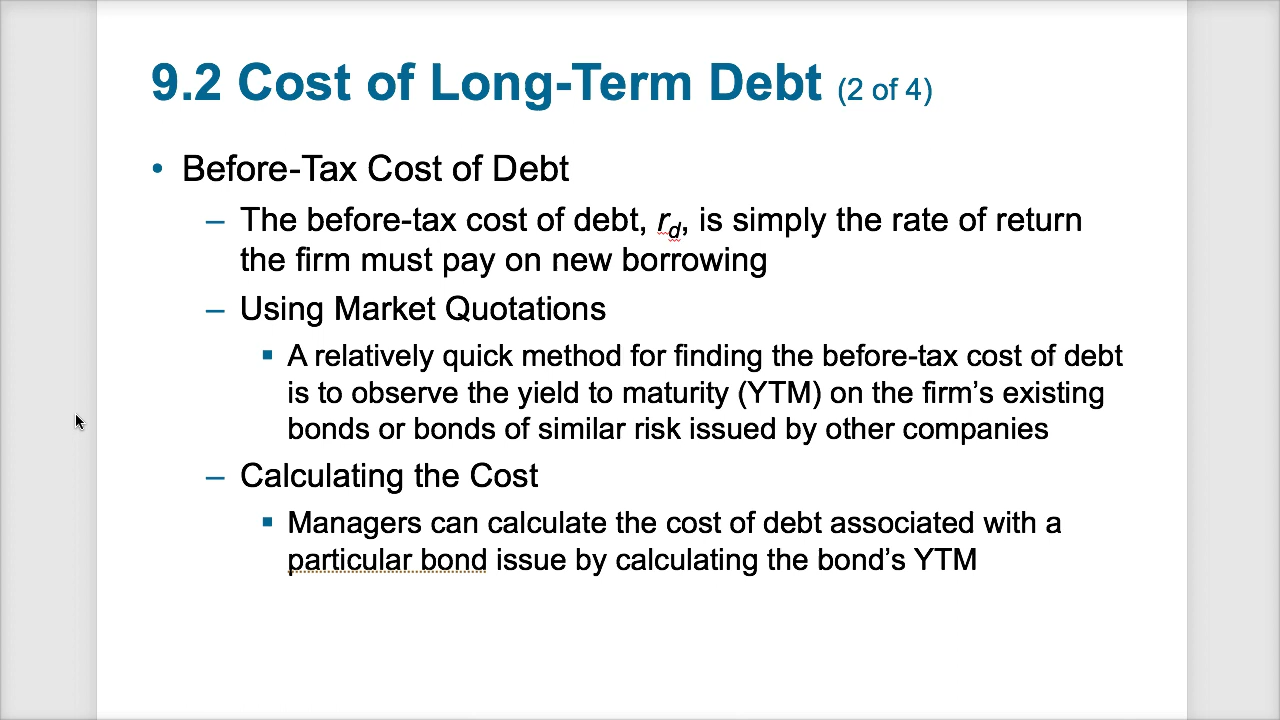 9.2 Cost of Long-Term Debt (2 of 4)
• Before-Tax Cost of Debt
– The before-tax cost of debt, r_d, is simply the rate of return
the firm must pay on new borrowing
– Using Market Quotations
▪ A relatively quick method for finding the before-tax cost of debt
is to observe the yield to maturity (YTM) on the firm’s existing
bonds or bonds of similar risk issued by other companies
– Calculating the Cost
▪ Managers can calculate the cost of debt associated with a
particular bond issue by calculating the bond’s YTM